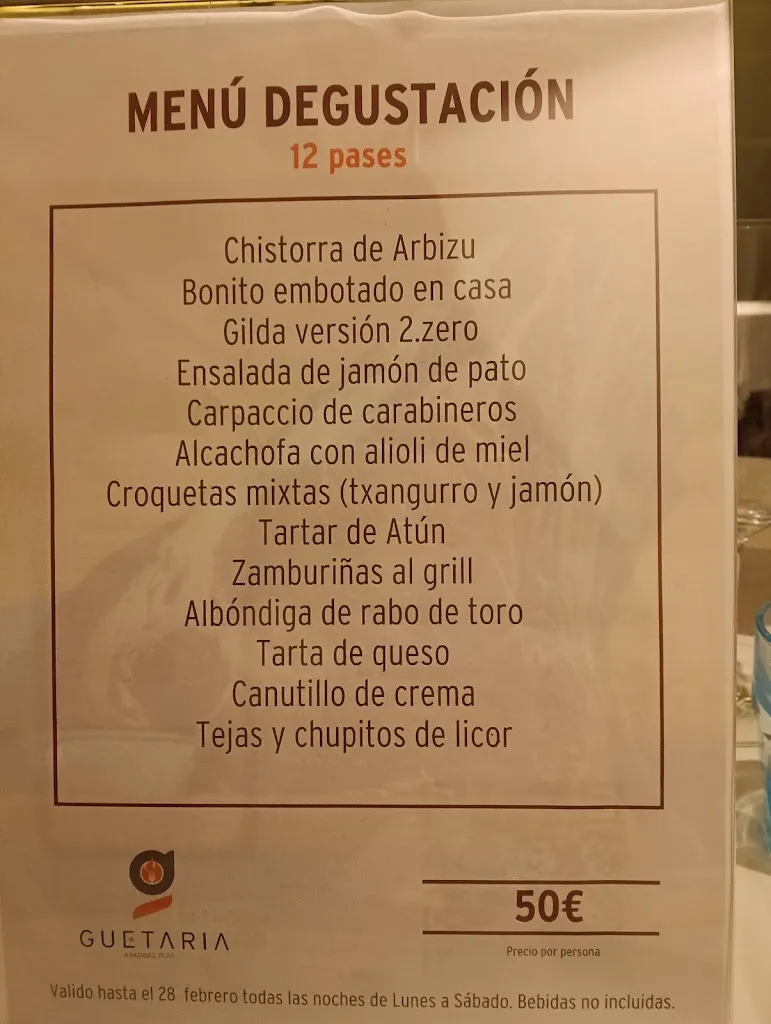 MENÚ DEGUSTACIÓN
12 pases
Chistorra de Arbizu
Bonito embotado en casa
Gilda versión 2.zero
Ensalada de jamón de pato
Carpaccio de carabineros
Alcachofa con alioli de miel
Croquetas mixtas (txangurro y jamón)
Tartar de Atún
Zamburiñas al grill
Albóndiga de rabo de toro
Tarta de queso
Canutillo de crema
Tejas y chupitos de licor
GUETARIA
50€
Precio por persona
Valido hasta el 28 febrero todas las noches de Lunes a Sábado. Bebidas no incluidas.